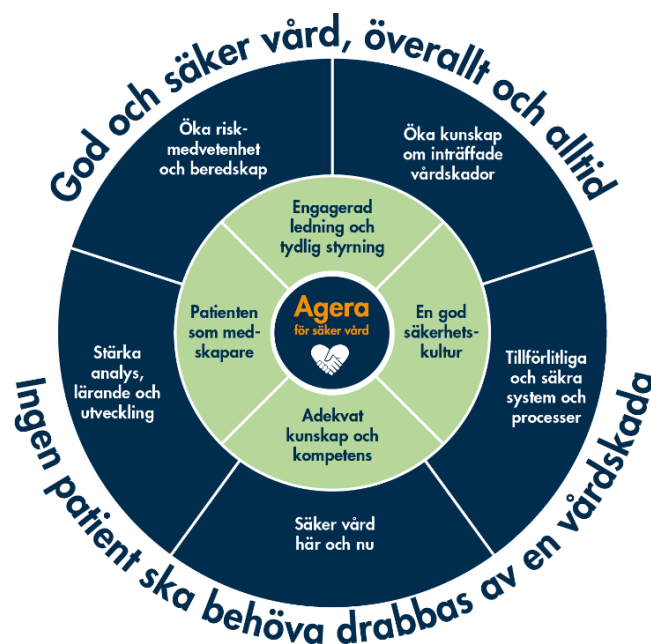 God och säker vård, överallt och alltid
Öka risk-
medvetenhet
och beredskap
Öka kunskap
om inträffade
vårdskador
Engagerad
ledning och
tydlig styrning
Patienten
som med-
skapare
Agera
för säker vård
En god
säkerhets-
kultur
Stärka
analys,
lärande och
utveckling
Tillförlitliga
och säkra
system och
processer
Adekvat
kunskap och
kompetens
Säker vård
här och nu
Ingen patient ska behöva drabbas av en vårdskada